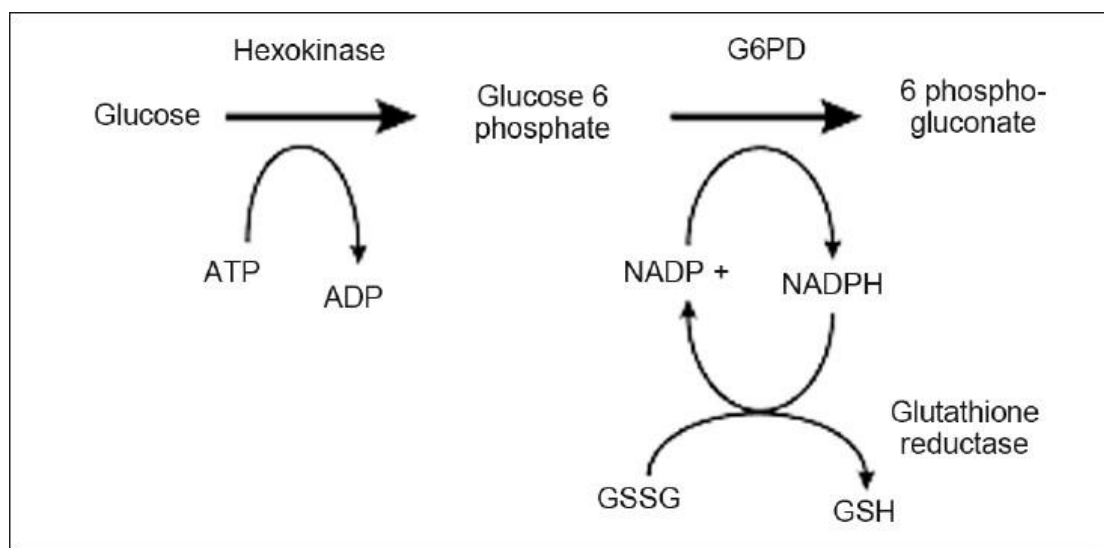 Hexokinase
G6PD
Glucose
Glucose 6
phosphate
6 phospho-
gluconate
ATP
ADP
NADP +
NADPH
Glutathione
reductase
GSSG
GSH